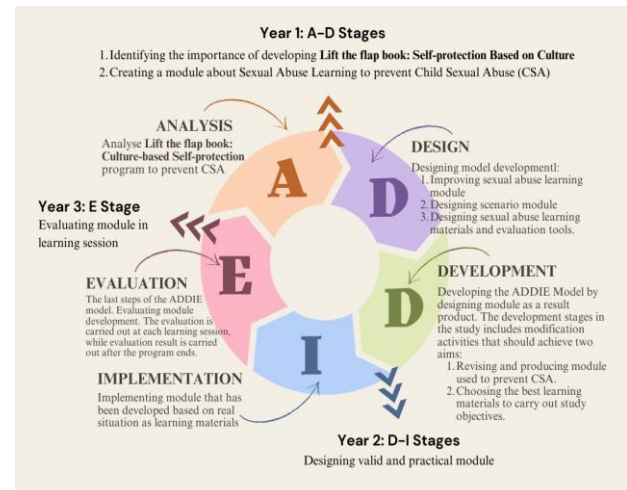 Year 1: A-D Stages
1. Identifying the importance of developing Lift the flap book: Self-protection Based on Culture
2. Creating a module about Sexual Abuse Learning to prevent Child Sexual Abuse (CSA)
ANALYSIS
Analyse Lift the flap book:
Culture-based Self-protection
program to prevent CSA
A
DESIGN
Designing model developmentl:
1. Improving sexual abuse learning
module
2. Designing scenario module
3. Designing sexual abuse learning
materials and evaluation tools.
D
Year 3: E Stage
Evaluating module in
learning session
EVALUATION
The last steps of the ADDIE
model. Evaluating module
development. The evaluation is
carried out at each learning session,
while evaluation result is carried
out after the program ends.
E
DEVELOPMENT
Developing the ADDIE Model by
designing module as a result
product. The development stages in
the study includes modification
activities that should achieve two
aims:
1. Revising and producing module
used to prevent CSA.
2. Choosing the best learning
materials to carry out study
objectives.
D
IMPLEMENTATION
Implementing module that has
been developed based on real
situation as learning materials
I
Year 2: D-I Stages
Designing valid and practical module